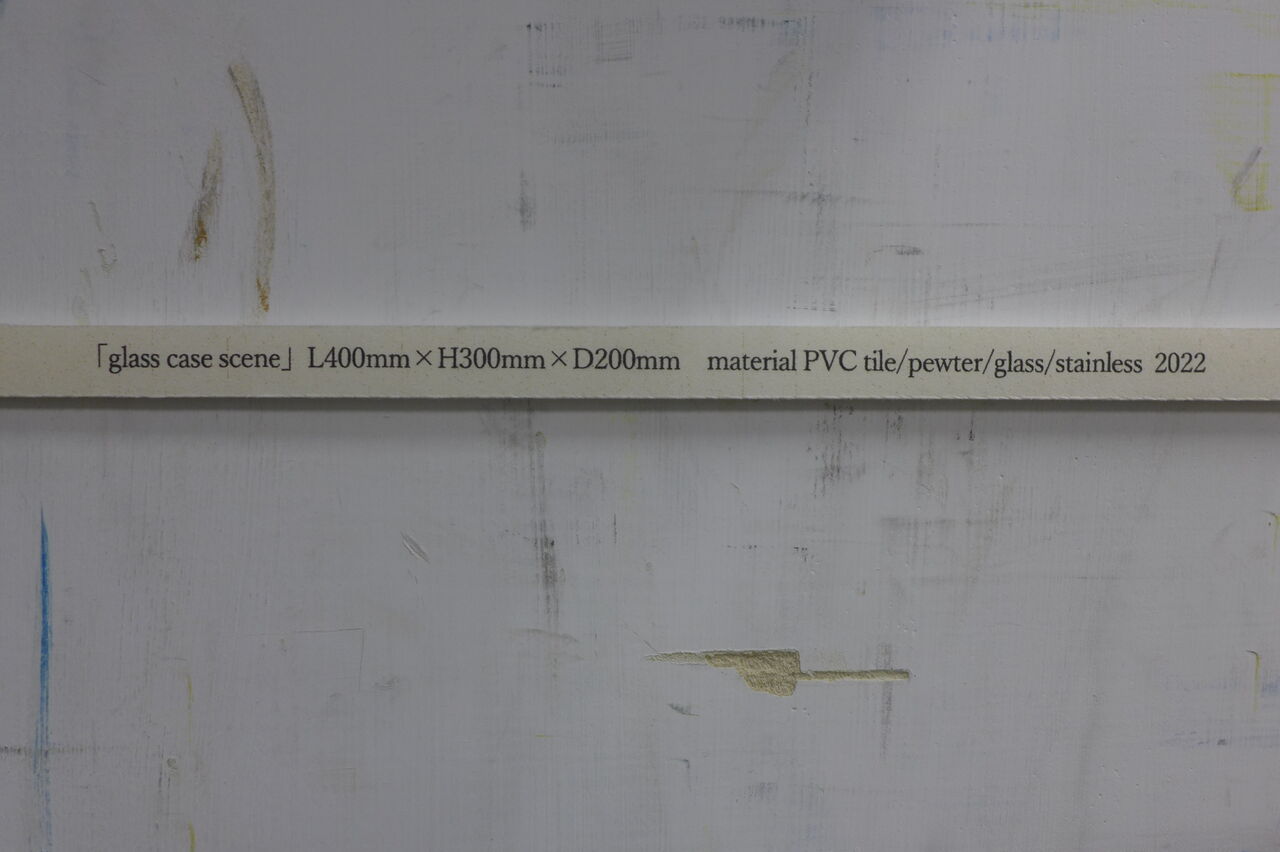 「glass case scene」 L400mm×H300mm×D200mm　material PVC tile/pewter/glass/stainless 2022